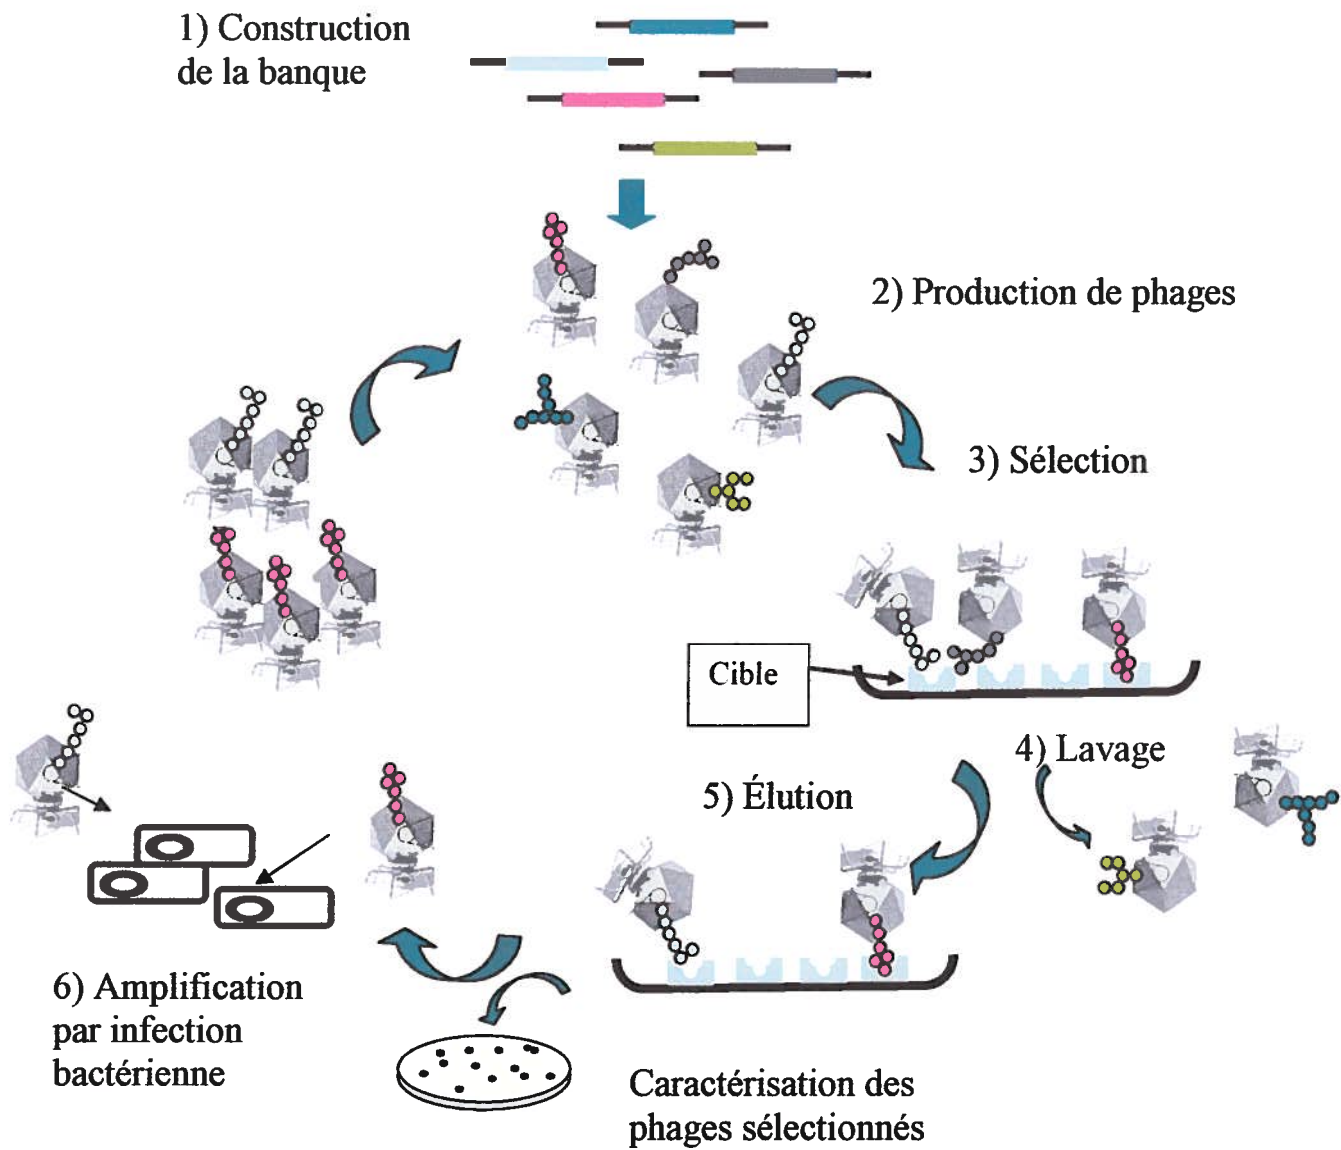 1) Construction
de la banque
2) Production de phages
3) Sélection
Cible
4) Lavage
5) Élution
6) Amplification
par infection
bactérienne
Caractérisation des
phages sélectionnés